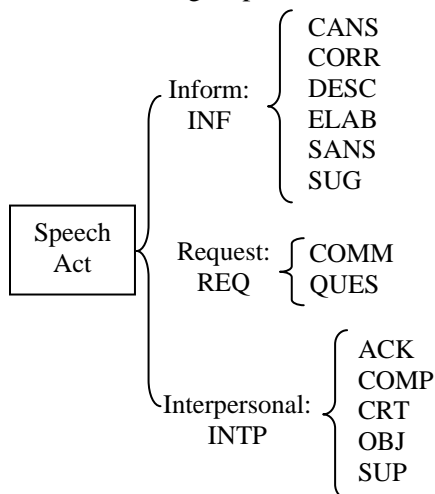 Speech
Act
Inform:
INF
CANS
CORR
DESC
ELAB
SANS
SUG
Request:
REQ
COMM
QUES
Interpersonal:
INTP
ACK
COMP
CRT
OBJ
SUP